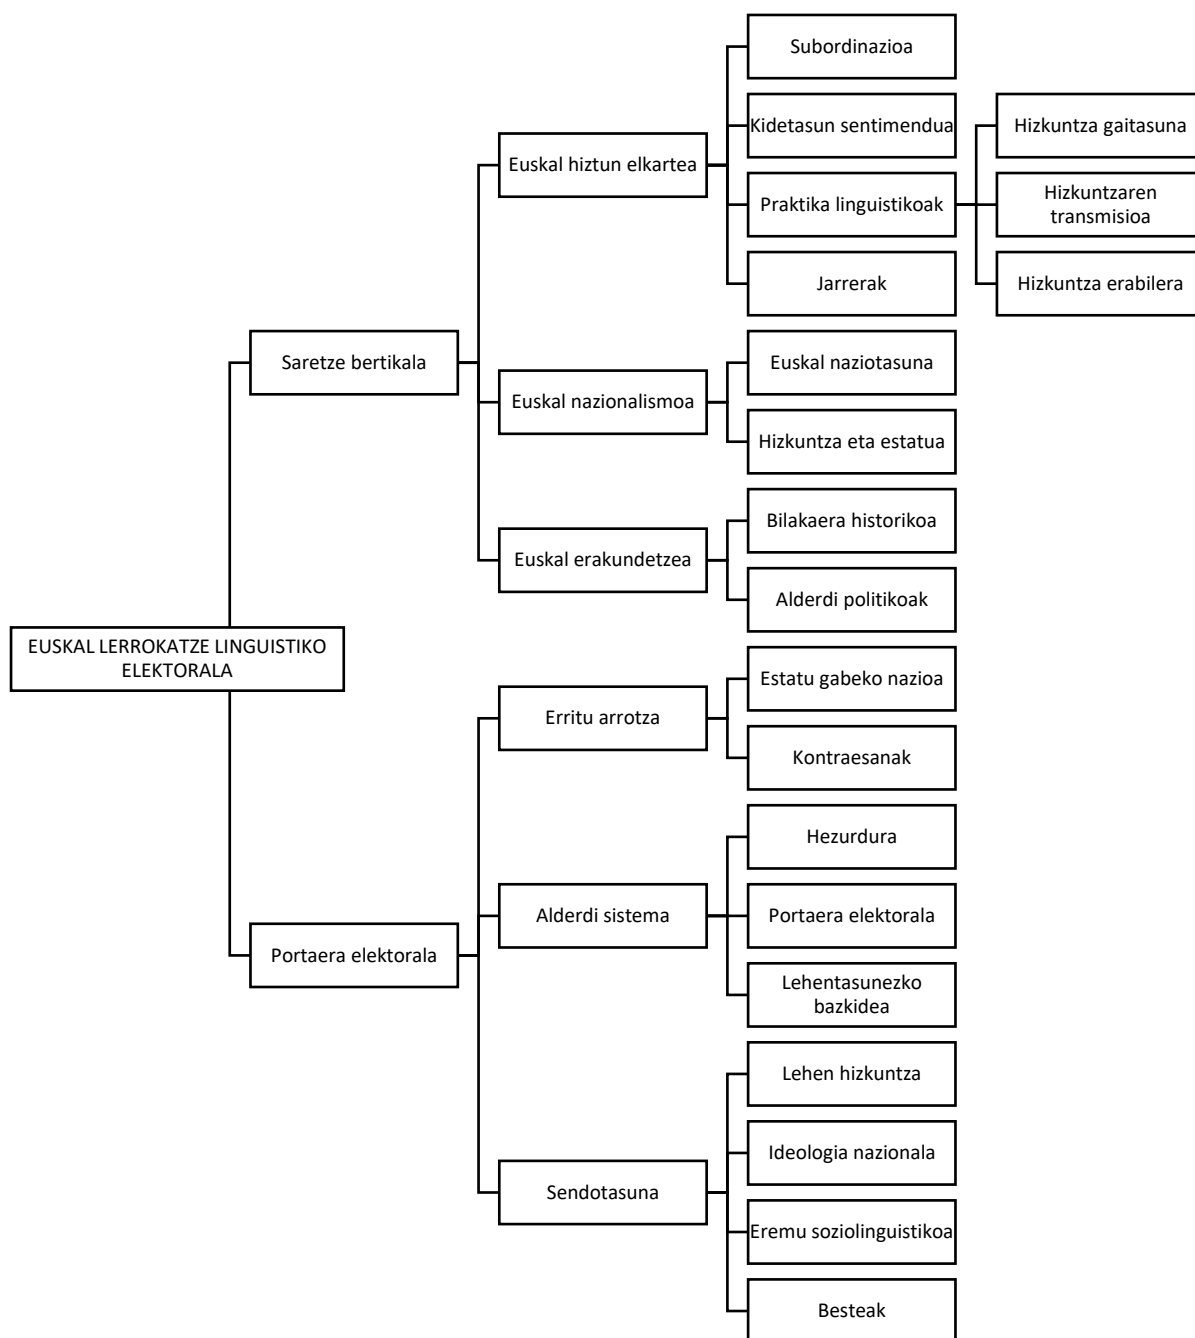 Subordinazioa
Kidetasun sentimendua
Hizkuntza gaitasuna
Euskal hiztun elkartea
Praktika linguistikoak
Hizkuntzaren
transmisioa
Jarrerak
Hizkuntza erabilera
Saretze bertikala
Euskal naziotasuna
Euskal nazionalismoa
Hizkuntza eta estatua
Bilakaera historikoa
Euskal erakundetzea
Alderdi politikoak
EUSKAL LERROKATZE LINGUISTIKO
ELEKTORALA
Estatu gabeko nazioa
Erritu arrotza
Kontraesanak
Hezurdura
Alderdi sistema
Portaera elektorala
Portaera elektorala
Lehentasunezko
bazkidea
Lehen hizkuntza
Ideologia nazionala
Sendotasuna
Eremu soziolinguistikoa
Besteak